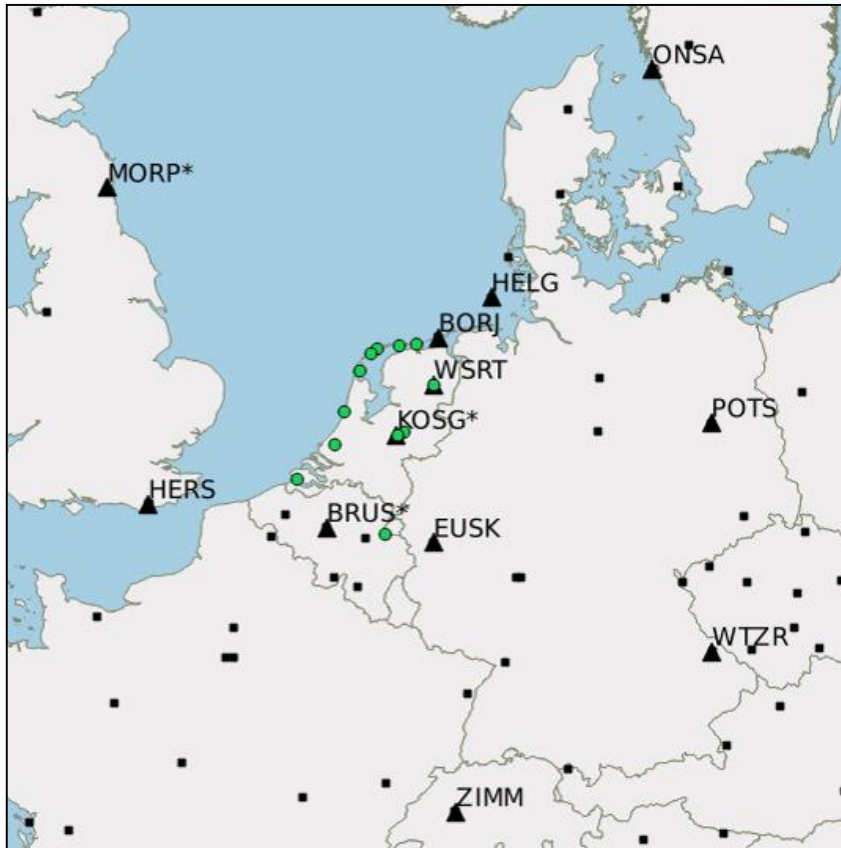 ONSA
MORP*
HELG
BORJ
WSRT
POTS
KOSG*
HERS
BRUS*
EUSK
WTZR
ZIMM